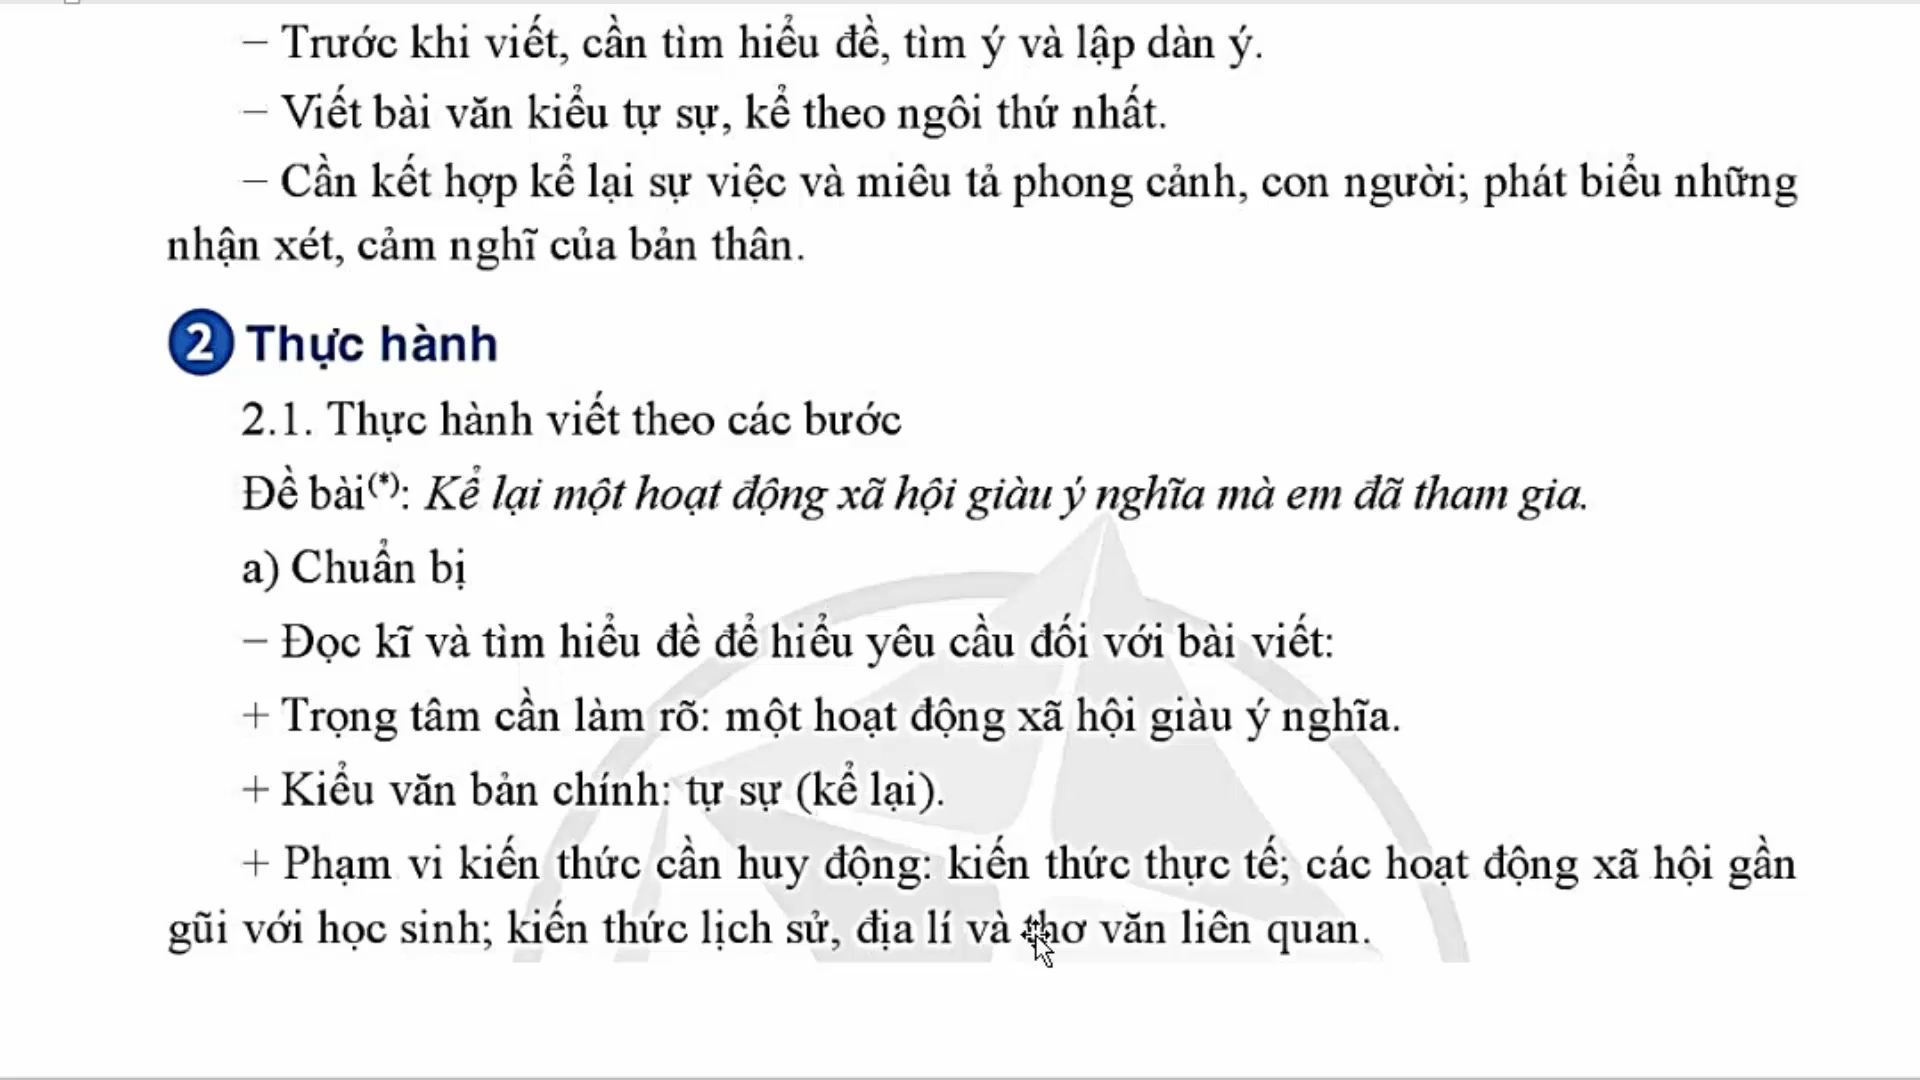 – Trước khi viết, cần tìm hiểu đề, tìm ý và lập dàn ý.
– Viết bài văn kiểu tự sự, kể theo ngôi thứ nhất.
– Cần kết hợp kể lại sự việc và miêu tả phong cảnh, con người; phát biểu những
nhận xét, cảm nghĩ của bản thân.
2 Thực hành
2.1. Thực hành viết theo các bước
Đề bài(*): Kể lại một hoạt động xã hội giàu ý nghĩa mà em đã tham gia.
a) Chuẩn bị
– Đọc kĩ và tìm hiểu đề để hiểu yêu cầu đối với bài viết:
+ Trọng tâm cần làm rõ: một hoạt động xã hội giàu ý nghĩa.
+ Kiểu văn bản chính: tự sự (kể lại).
+ Phạm vi kiến thức cần huy động: kiến thức thực tế; các hoạt động xã hội gần
gũi với học sinh; kiến thức lịch sử, địa lí và thơ văn liên quan.